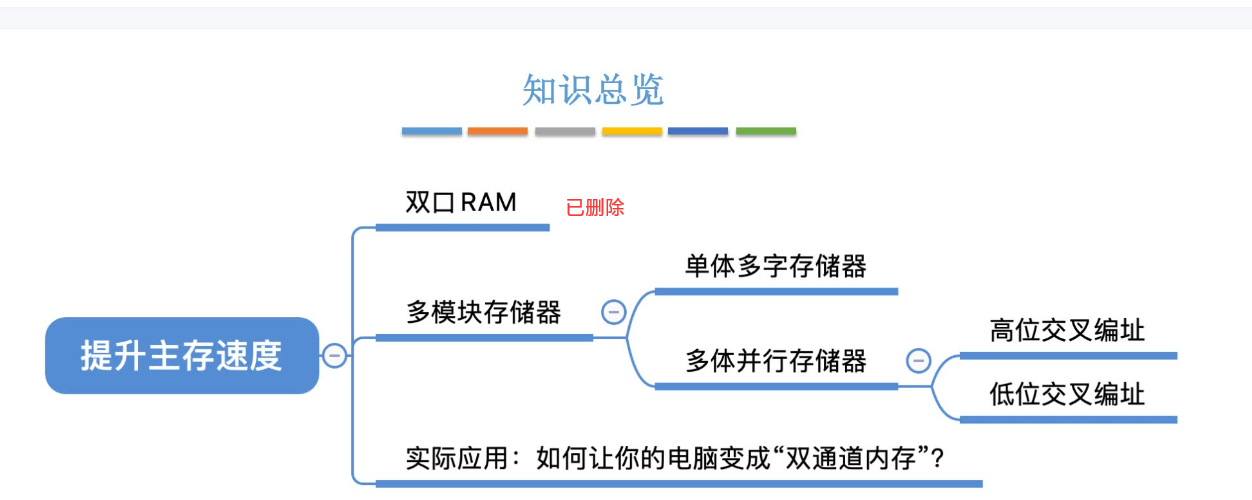 知识总览
双口RAM
已删除
单体多字存储器
多模块存储器
高位交叉编址
提升主存速度
多体并行存储器
低位交叉编址
实际应用：如何让你的电脑变成“双通道内存”?